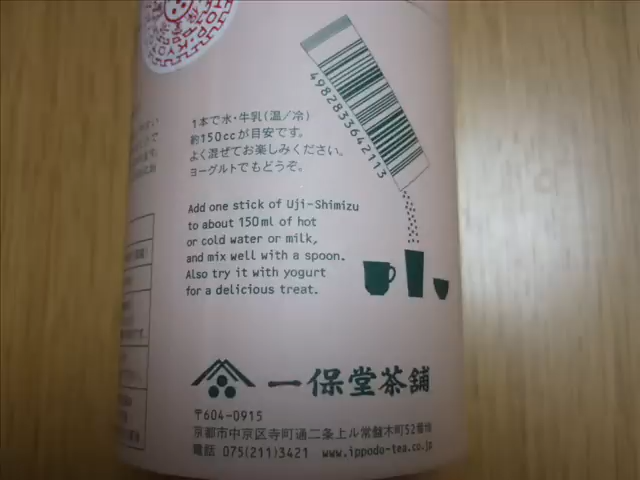 4982833642113
1本で水・牛乳(温/冷)
約150ccが目安です。
よく混ぜてお楽しみください。
ヨーグルトでもどうぞ。
Add one stick of Uji-Shimizu
to about 150ml of hot
or cold water or milk,
and mix well with a spoon.
Also try it with yogurt
for a delicious treat.
一保堂茶舗
〒604-0915
京都市中京区寺町通二条上ル常盤木町52番地
電話 075(211)3421 www.ippodo-tea.co.jp